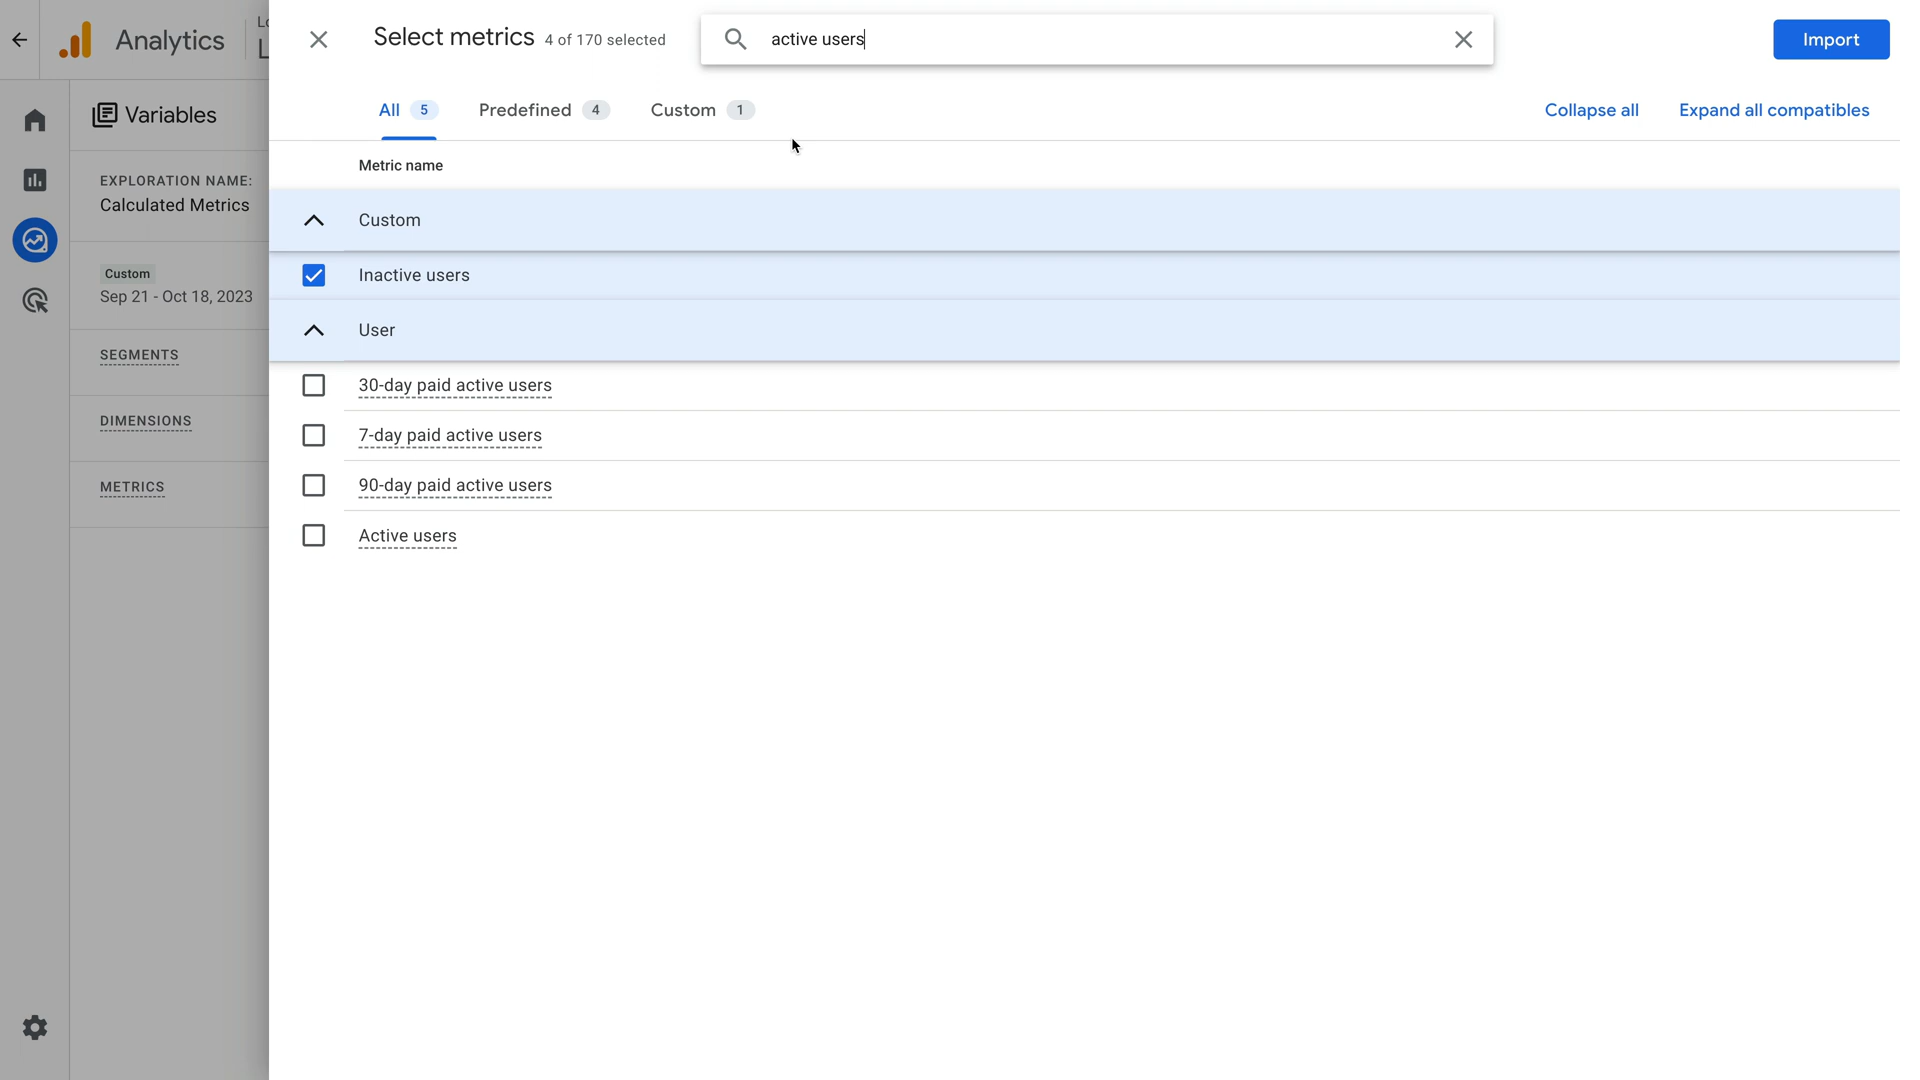 Analytics
Select metrics 4 of 170 selected
active users
Import
Variables
All 5
Predefined 4
Custom 1
Collapse all
Expand all compatibles
Metric name
EXPLORATION NAME:
Calculated Metrics
Custom
Inactive users
Custom
Sep 21 - Oct 18, 2023
User
SEGMENTS
30-day paid active users
DIMENSIONS
7-day paid active users
METRICS
90-day paid active users
Active users